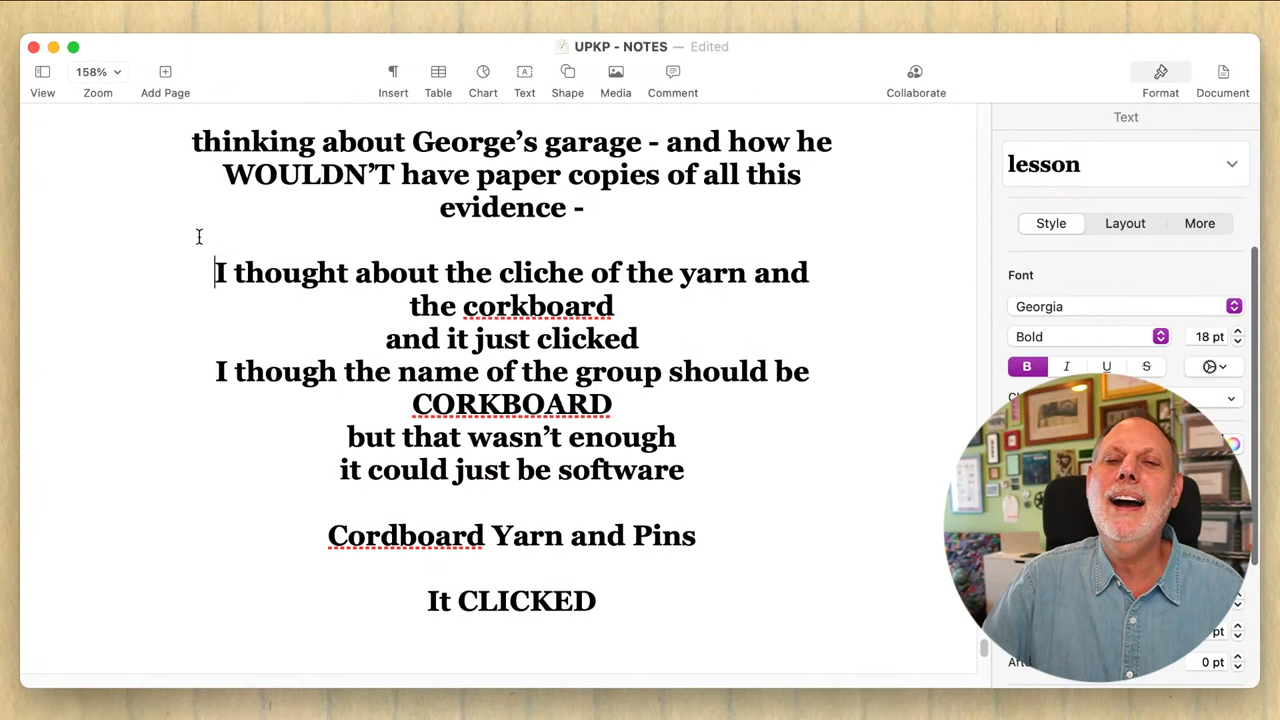 UPKP - NOTES — Edited
158%
View
Zoom
Add Page
Insert
Table
Chart
Text
Shape
Media
Comment
Collaborate
Format
Document
thinking about George’s garage - and how he
WOULDN’T have paper copies of all this
evidence -
I thought about the cliche of the yarn and
the corkboard
and it just clicked
I though the name of the group should be
CORKBOARD
but that wasn’t enough
it could just be software
Cordboard Yarn and Pins
It CLICKED
Text
lesson
Style
Layout
More
Font
Georgia
Bold
18 pt
B
I
U
S
pt
0 pt